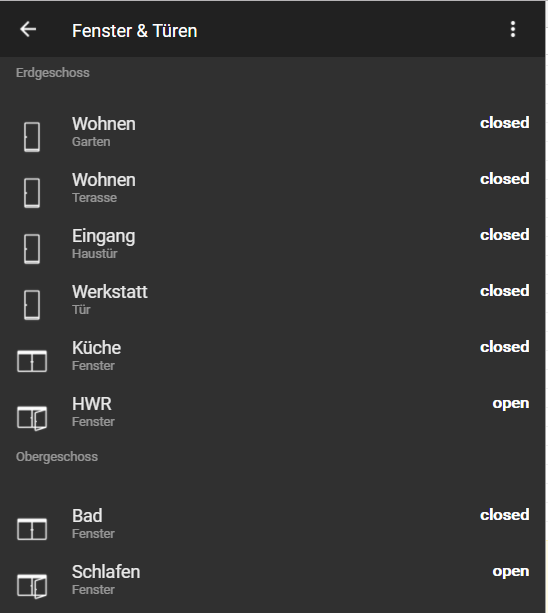 Fenster & Türen
Erdgeschoss
Wohnen closed
Garten
Wohnen closed
Terasse
Eingang closed
Haustür
Werkstatt closed
Tür
Küche closed
Fenster
HWR open
Fenster
Obergeschoss
Bad closed
Fenster
Schlafen open
Fenster